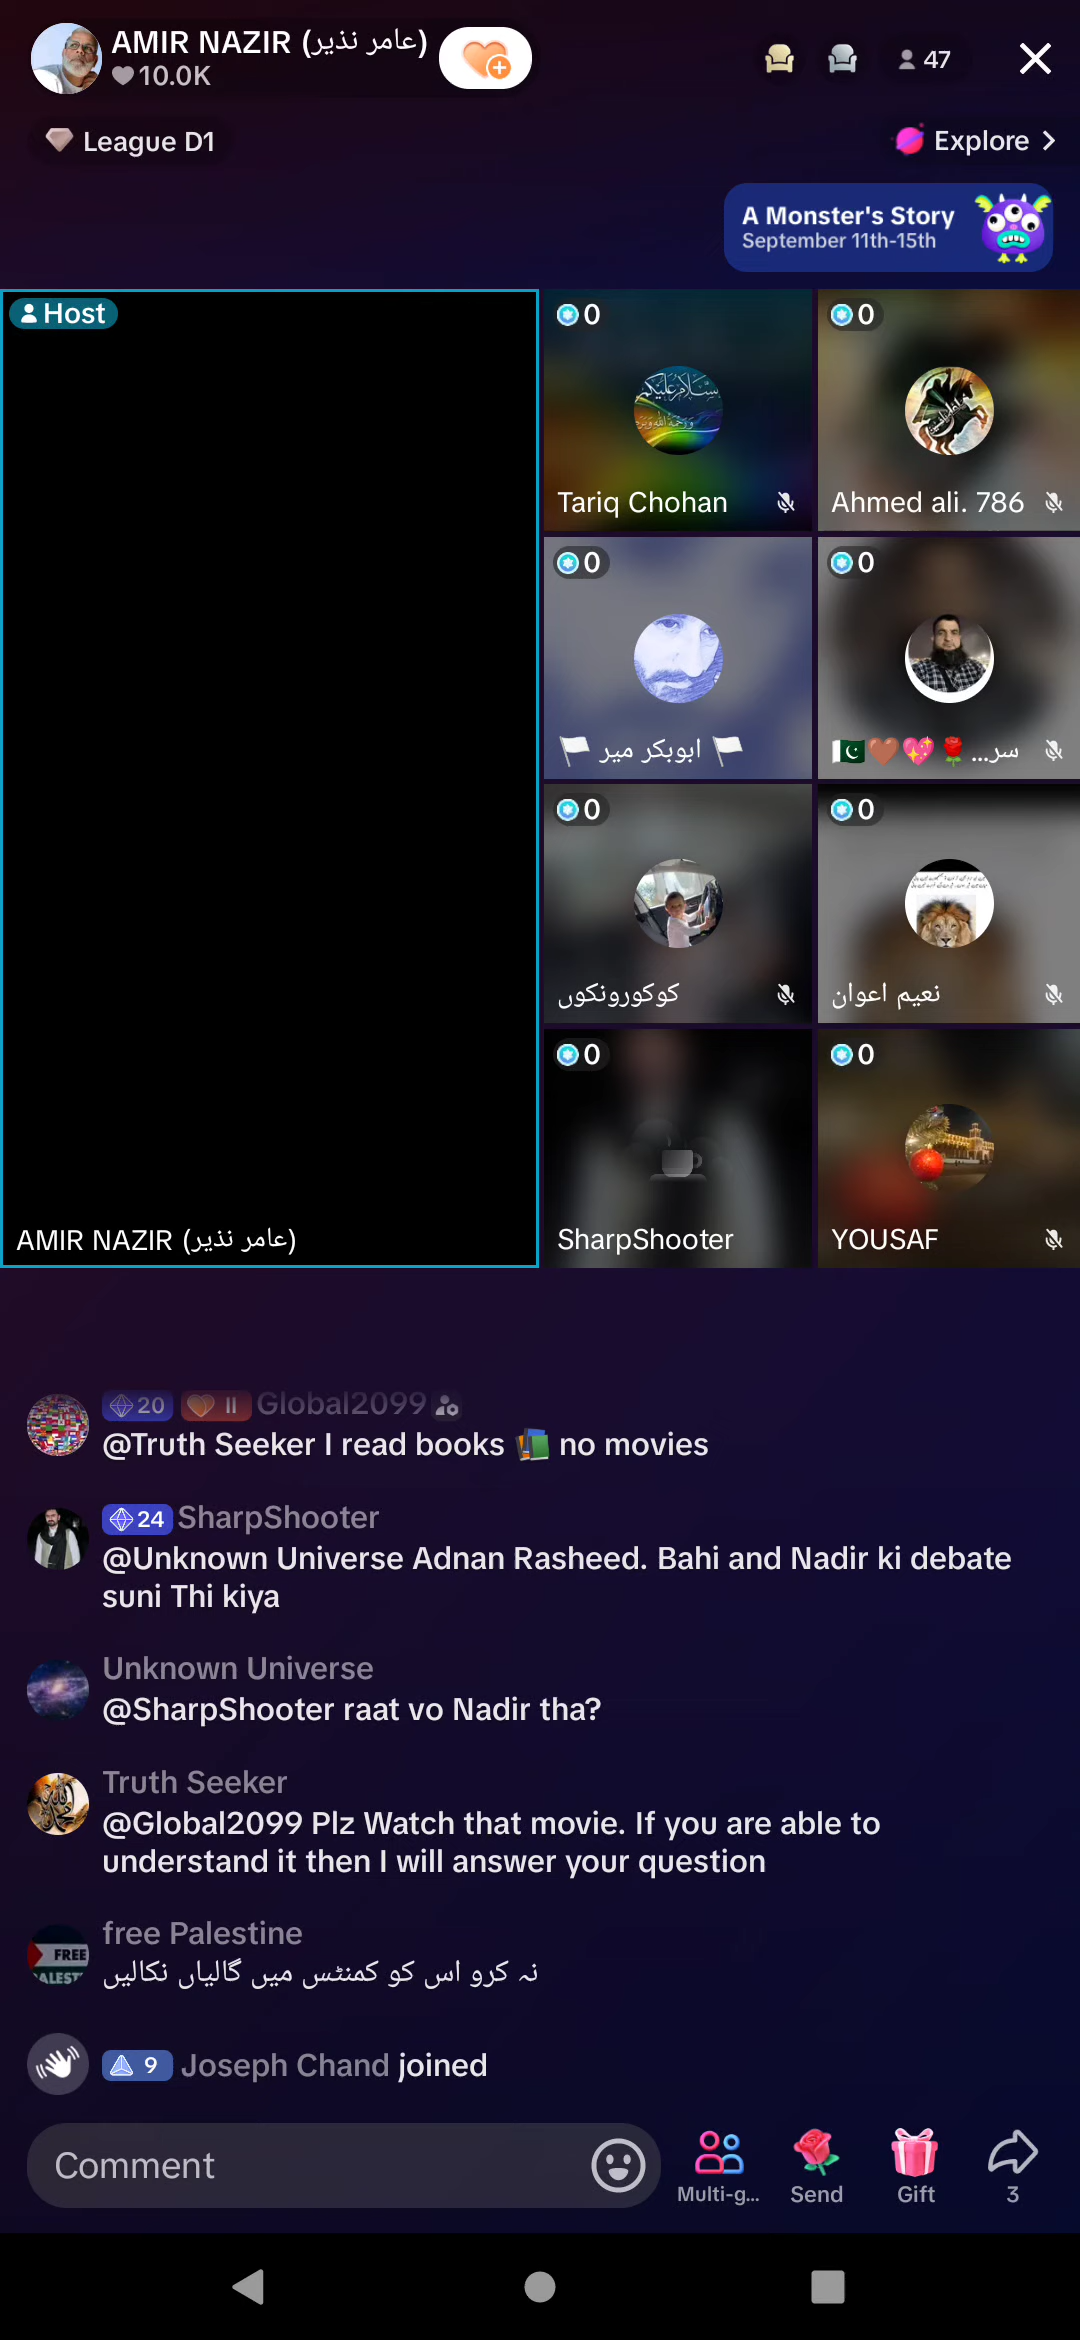 AMIR NAZIR (عامر نذیر)
10.0K
47
League D1
Explore
A Monster's Story
September 11th-15th
Host
AMIR NAZIR (عامر نذیر)
0
Tariq Chohan
0
Ahmed ali. 786
0
🏳️ ابوبکر میر 🏳️
0
🇵🇰🤎💖🌹...سر
0
کوکورونکوں
0
نعیم اعوان
0
SharpShooter
0
YOUSAF
20 II Global2099
@Truth Seeker I read books 📚 no movies
24 SharpShooter
@Unknown Universe Adnan Rasheed. Bahi and Nadir ki debate
suni Thi kiya
Unknown Universe
@SharpShooter raat vo Nadir tha?
Truth Seeker
@Global2099 Plz Watch that movie. If you are able to
understand it then I will answer your question
FREE
free Palestine
نہ کرو اس کو کمنٹس میں گالیاں نکالیں
9 Joseph Chand joined
Comment
Multi-g...
Send
Gift
3